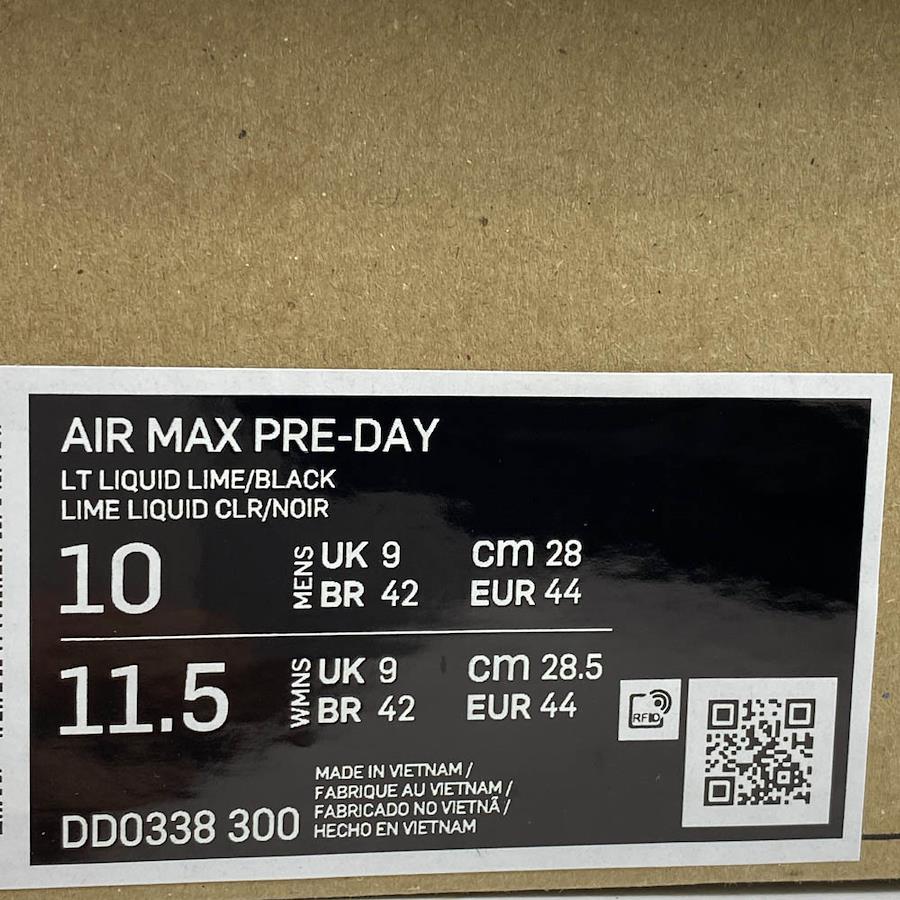 AIR MAX PRE-DAY
LT LIQUID LIME/BLACK
LIME LIQUID CLR/NOIR
10 MENS UK 9 cm 28
BR 42 EUR 44
11.5 WMNS UK 9 cm 28.5
BR 42 EUR 44
RFID
MADE IN VIETNAM /
FABRIQUE AU VIETNAM /
FABRICADO NO VIETNÃ /
HECHO EN VIETNAM
DD0338 300